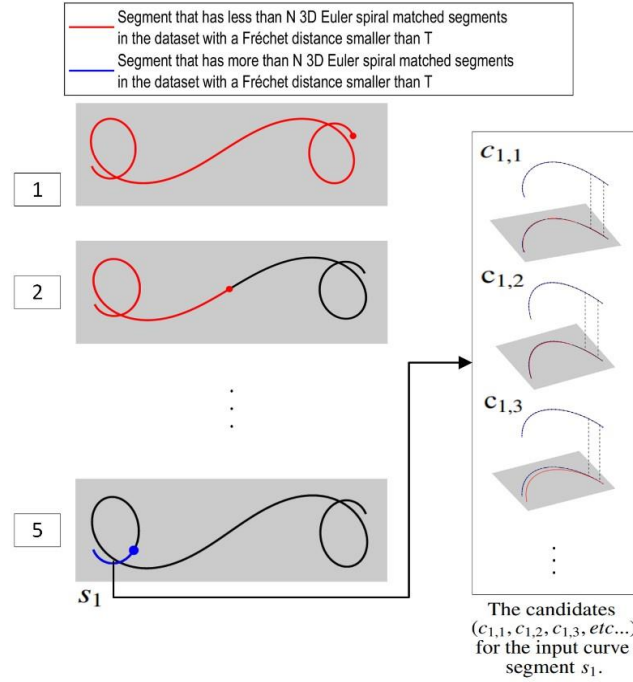 Segment that has less than N 3D Euler spiral matched segments
in the dataset with a Fréchet distance smaller than T
Segment that has more than N 3D Euler spiral matched segments
in the dataset with a Fréchet distance smaller than T
1
2
5
s₁
c₁,₁
c₁,₂
c₁,₃
The candidates
(c₁,₁, c₁,₂, c₁,₃, etc...)
for the input curve
segment s₁.